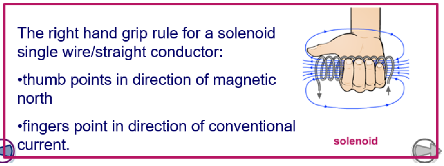 The right hand grip rule for a solenoid
single wire/straight conductor:
•thumb points in direction of magnetic
north
•fingers point in direction of conventional
current.
solenoid